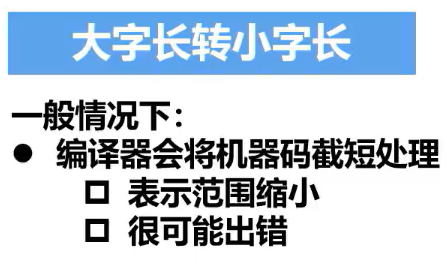 大字长转小字长
一般情况下：
● 编译器会将机器码截短处理
□ 表示范围缩小
□ 很可能出错